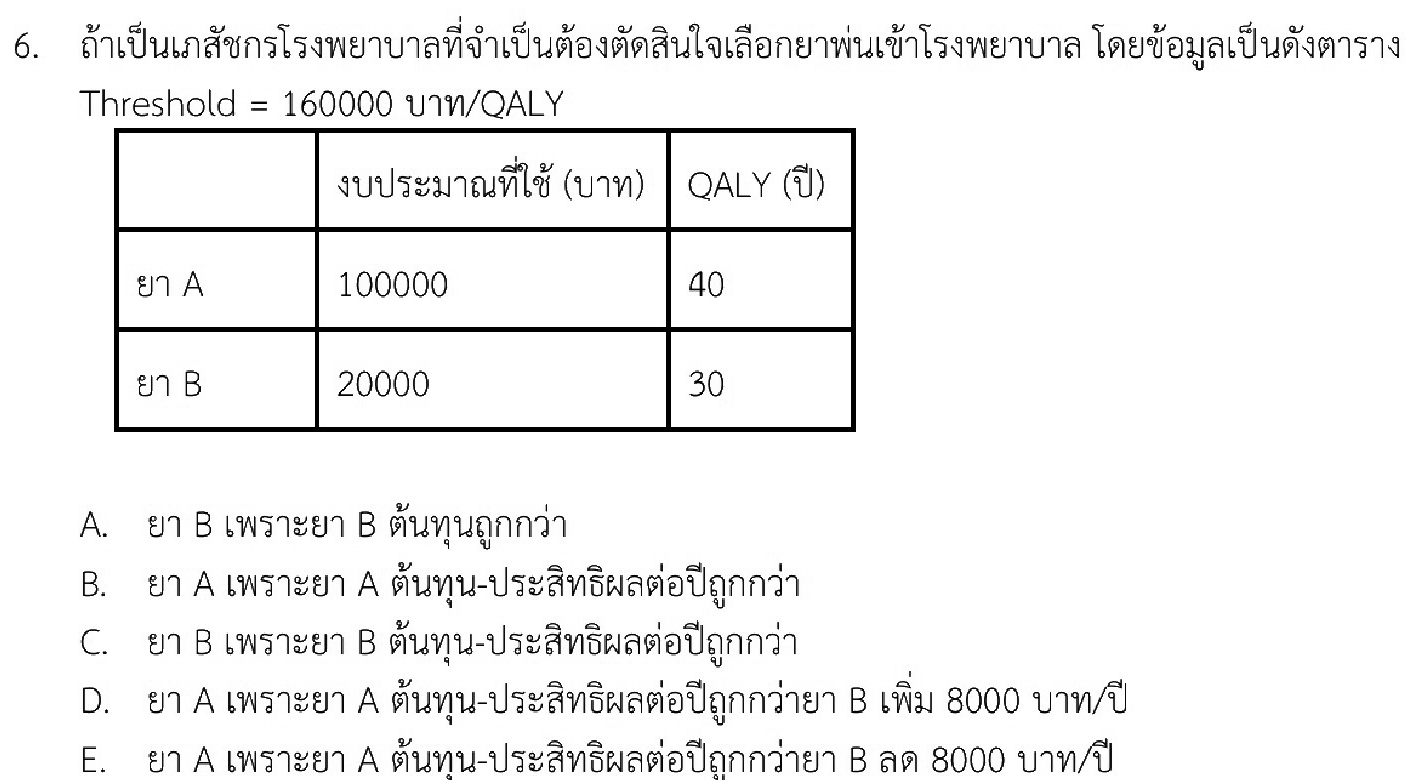 6. ถ้าเป็นเภสัชกรโรงพยาบาลที่จำเป็นต้องตัดสินใจเลือกยาพ่นเข้าโรงพยาบาล โดยข้อมูลเป็นดังตาราง
Threshold = 160000 บาท/QALY
งบประมาณที่ใช้ (บาท) QALY (ปี)
ยา A 100000 40
ยา B 20000 30
A. ยา B เพราะยา B ต้นทุนถูกกว่า
B. ยา A เพราะยา A ต้นทุน-ประสิทธิผลต่อปีถูกกว่า
C. ยา B เพราะยา B ต้นทุน-ประสิทธิผลต่อปีถูกกว่า
D. ยา A เพราะยา A ต้นทุน-ประสิทธิผลต่อปีถูกกว่ายา B เพิ่ม 8000 บาท/ปี
E. ยา A เพราะยา A ต้นทุน-ประสิทธิผลต่อปีถูกกว่ายา B ลด 8000 บาท/ปี